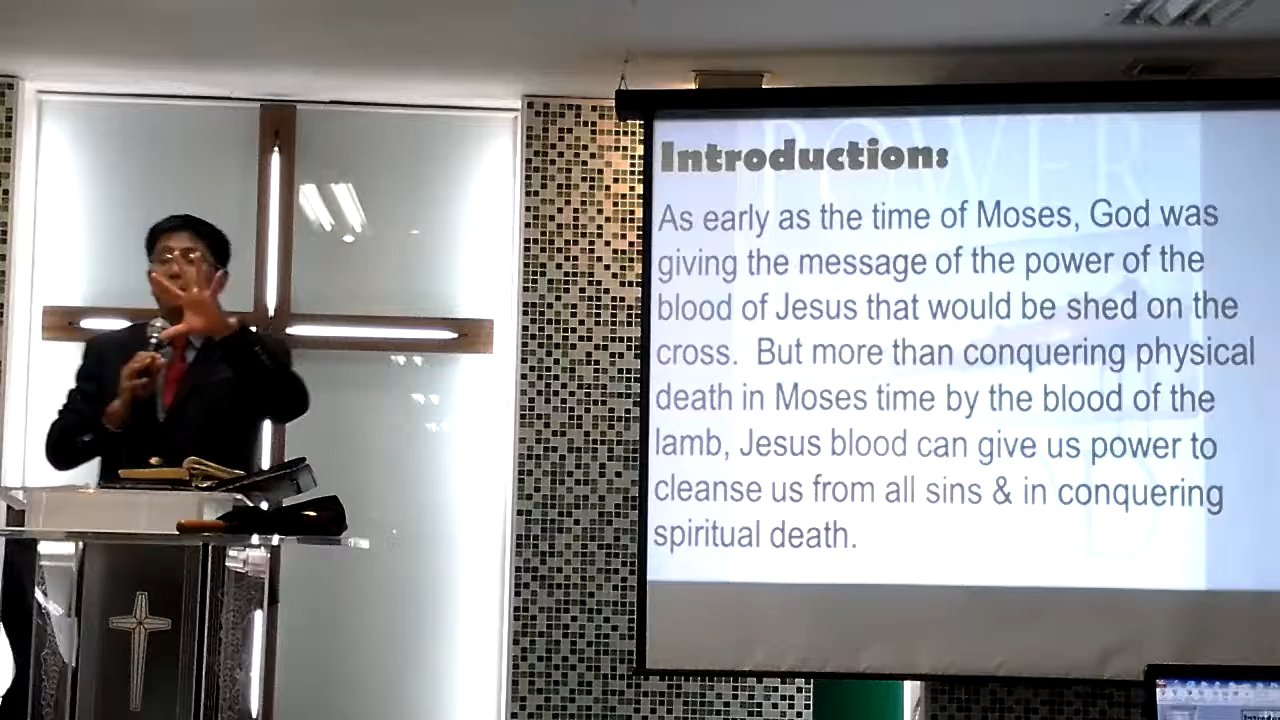 POWER
Introduction:
As early as the time of Moses, God was
giving the message of the power of the
blood of Jesus that would be shed on the
cross.  But more than conquering physical
death in Moses time by the blood of the
lamb, Jesus blood can give us power to
cleanse us from all sins & in conquering
spiritual death.